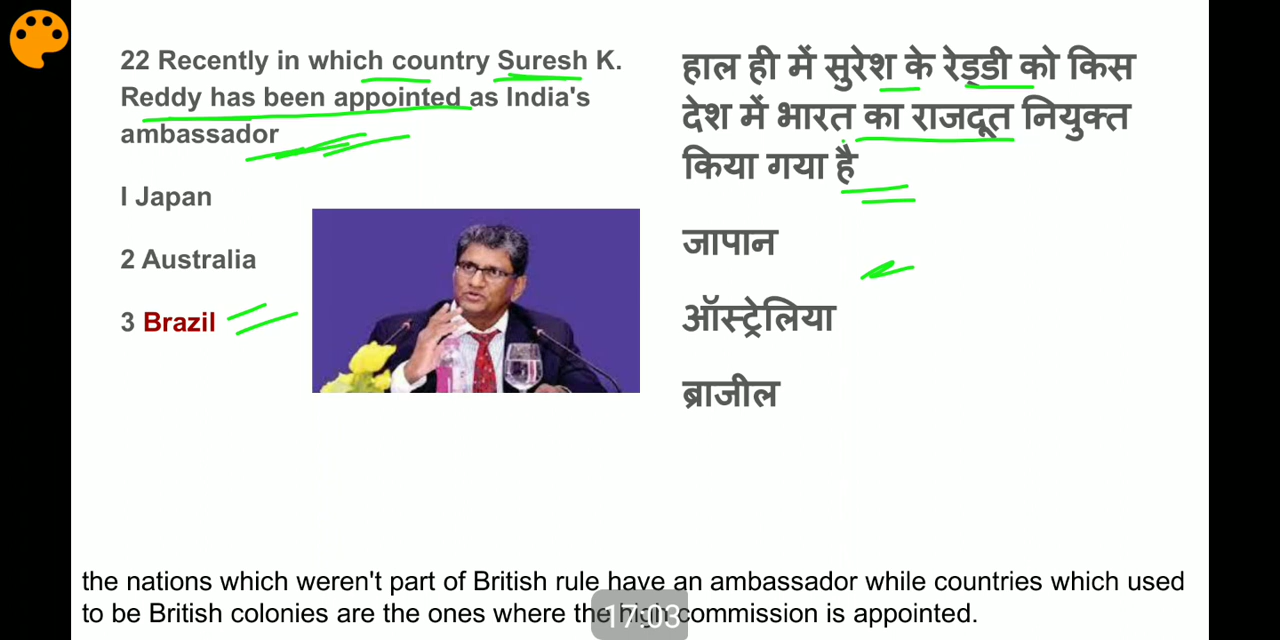 22 Recently in which country Suresh K.
Reddy has been appointed as India's
ambassador
I Japan
2 Australia
3 Brazil
हाल ही में सुरेश के रेड्डी को किस
देश में भारत का राजदूत नियुक्त
किया गया है
जापान
ऑस्ट्रेलिया
ब्राजील
the nations which weren't part of British rule have an ambassador while countries which used
to be British colonies are the ones where the high commission is appointed.
17:03